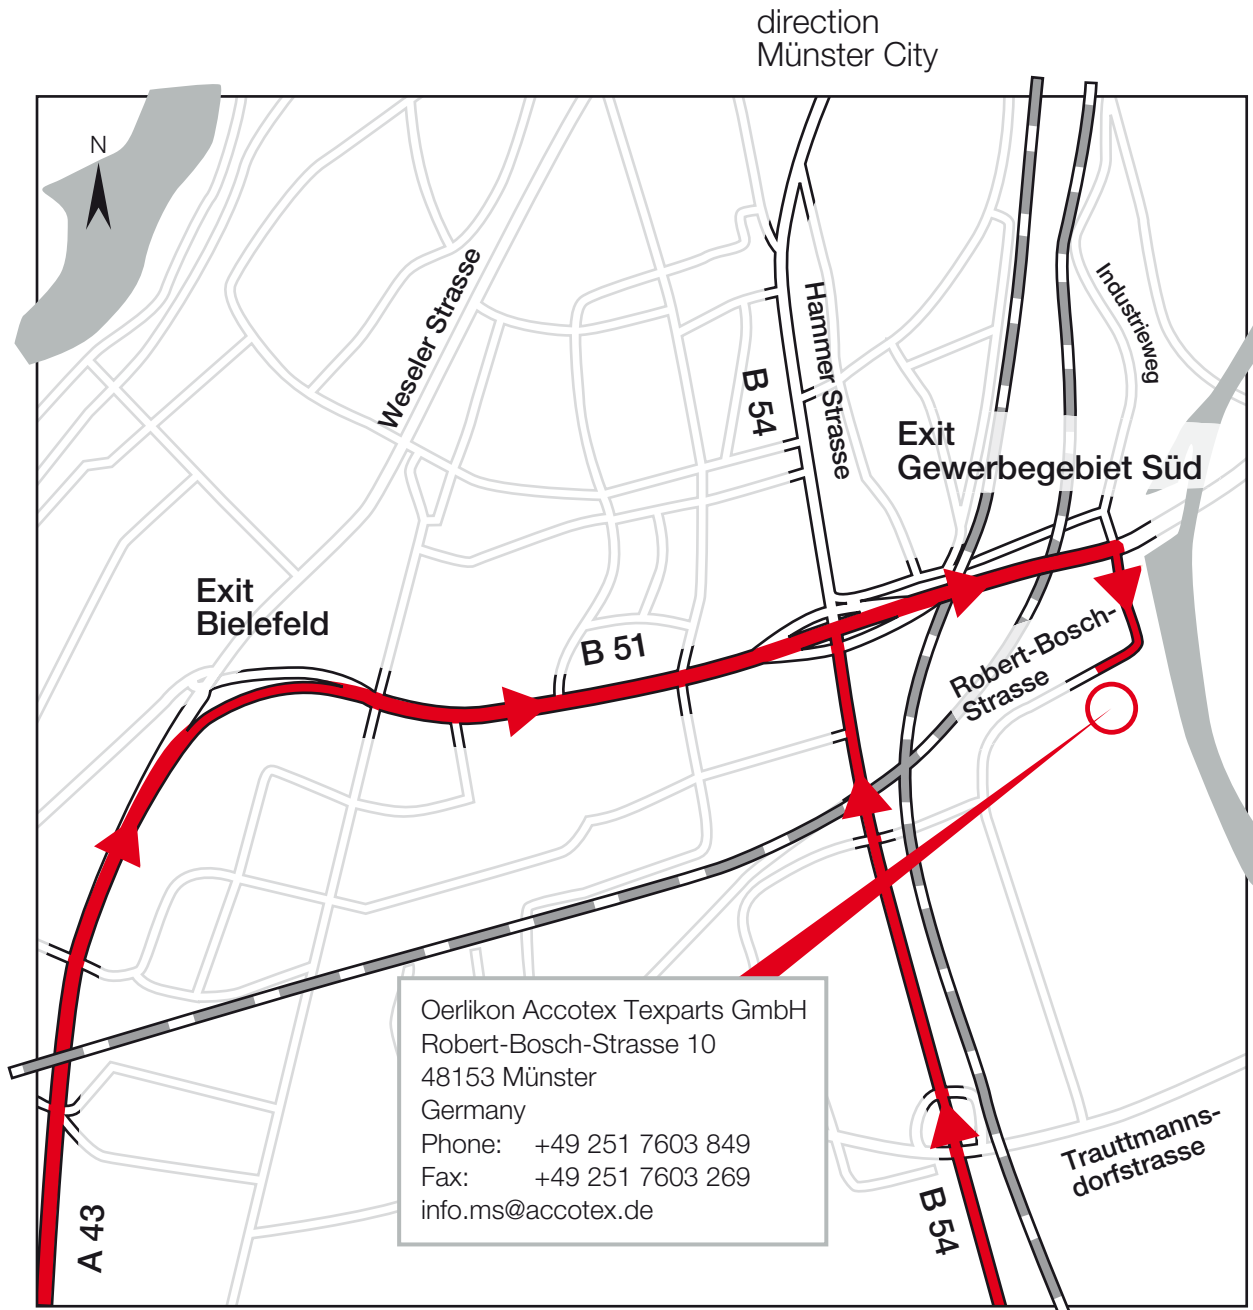 direction
Münster City
N
Weseler Strasse
Hammer Strasse
B 54
Industrieweg
Exit
Gewerbegebiet Süd
Exit
Bielefeld
B 51
Robert-Bosch-
Strasse
Oerlikon Accotex Texparts GmbH
Robert-Bosch-Strasse 10
48153 Münster
Germany
Phone: +49 251 7603 849
Fax: +49 251 7603 269
info.ms@accotex.de
Trauttmanns-
dorfstrasse
A 43
B 54